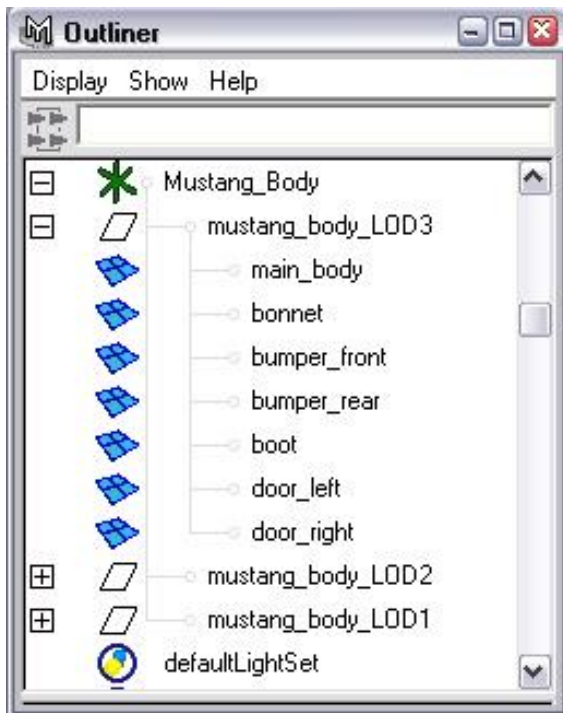 Outliner
Display Show Help
Mustang_Body
mustang_body_LOD3
main_body
bonnet
bumper_front
bumper_rear
boot
door_left
door_right
mustang_body_LOD2
mustang_body_LOD1
defaultLightSet